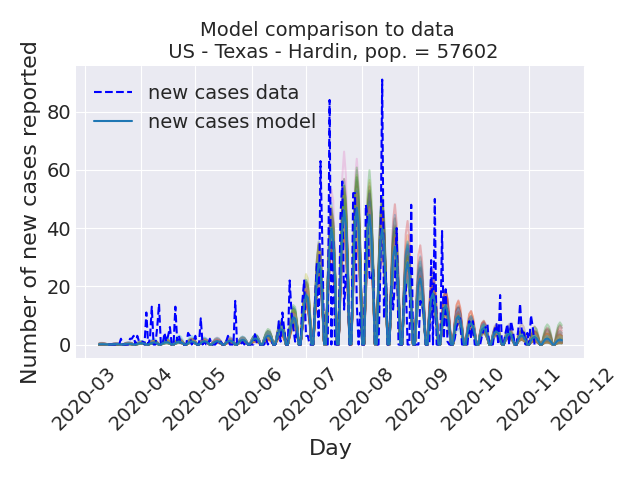 Model comparison to data
US - Texas - Hardin, pop. = 57602
Number of new cases reported
80
60
40
20
0
new cases data
new cases model
2020-03
2020-04
2020-05
2020-06
2020-07
2020-08
2020-09
2020-10
2020-11
2020-12
Day